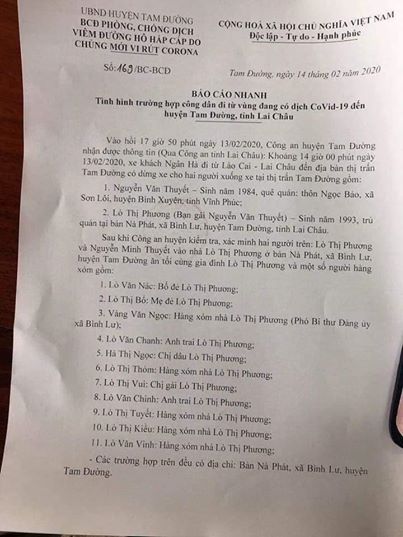 UBND HUYỆN TAM ĐƯỜNG
BCĐ PHÒNG, CHỐNG DỊCH
VIÊM ĐƯỜNG HÔ HẤP CẤP DO
CHỦNG MỚI VI RÚT CORONA
CỘNG HOÀ XÃ HỘI CHỦ NGHĨA VIỆT NAM
Độc lập - Tự do - Hạnh phúc
Số: 169/BC-BCĐ
Tam Đường, ngày 14 tháng 02 năm 2020
BÁO CÁO NHANH
Tình hình trường hợp công dân đi từ vùng đang có dịch CoVid-19 đến
huyện Tam Đường, tỉnh Lai Châu
Vào hồi 17 giờ 50 phút ngày 13/02/2020, Công an huyện Tam Đường
nhận được thông tin (Qua Công an tỉnh Lai Châu): Khoảng 14 giờ 00 phút ngày
13/02/2020, xe khách Ngân Hà đi từ Lào Cai - Lai Châu đến địa bàn thị trấn
Tam Đường có dừng xe cho hai người xuống xe tại thị trấn Tam Đường gồm:
1. Nguyễn Văn Thuyết – Sinh năm 1984, quê quán: thôn Ngọc Bảo, xã
Sơn Lôi, huyện Bình Xuyên, tỉnh Vĩnh Phúc;
2. Lò Thị Phương (Bạn gái Nguyễn Văn Thuyết) – Sinh năm 1993, trú
quán tại bản Nà Phát, xã Bình Lư, huyện Tam Đường, tỉnh Lai Châu.
Sau khi Công an huyện kiểm tra, xác minh hai người trên: Lò Thị Phương
và Nguyễn Minh Thuyết vào nhà Lò Thị Phương ở bản Nà Phát, xã Bình Lư,
huyện Tam Đường ăn tối cùng gia đình Lò Thị Phương và một số người hàng
xóm gồm:
1. Lò Văn Nác: Bố đẻ Lò Thị Phương;
2. Lò Thị Bố: Mẹ đẻ Lò Thị Phương;
3. Vàng Văn Ngọc: Hàng xóm nhà Lò Thị Phương (Phó Bí thư Đảng ủy
xã Bình Lư);
4. Lò Văn Chanh: Anh trai Lò Thị Phương;
5. Hà Thị Ngọc: Chị dâu Lò Thị Phương;
6. Lò Thị Thóm: Hàng xóm nhà Lò Thị Phương;
7. Lò Thị Vui: Chị gái Lò Thị Phương;
8. Lò Văn Chính: Anh trai Lò Thị Phương;
9. Lò Thị Tuyết: Hàng xóm nhà Lò Thị Phương;
10. Lò Thị Kiều: Hàng xóm nhà Lò Thị Phương;
11. Lò Văn Vinh: Hàng xóm nhà Lò Thị Phương;
- Các trường hợp trên đều có địa chỉ: Bản Nà Phát, xã Bình Lư, huyện
Tam Đường.